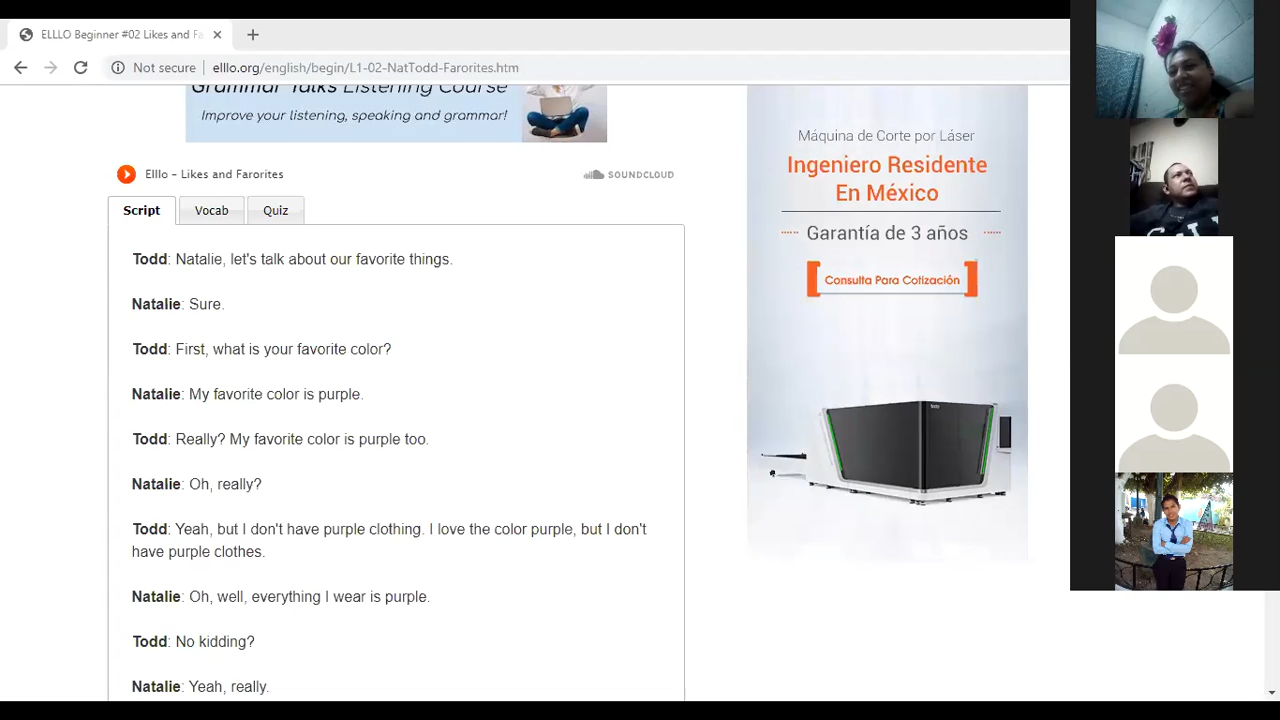 ELLLO Beginner #02 Likes and Fa
Not secure
elllo.org/english/begin/L1-02-NatTodd-Farorites.htm
Grammar Talks Listening Course
Improve your listening, speaking and grammar!
Elllo - Likes and Farorites
SOUNDCLOUD
Script
Vocab
Quiz
Todd: Natalie, let's talk about our favorite things.
Natalie: Sure.
Todd: First, what is your favorite color?
Natalie: My favorite color is purple.
Todd: Really? My favorite color is purple too.
Natalie: Oh, really?
Todd: Yeah, but I don't have purple clothing. I love the color purple, but I don't
have purple clothes.
Natalie: Oh, well, everything I wear is purple.
Todd: No kidding?
Natalie: Yeah, really.
Máquina de Corte por Láser
Ingeniero Residente
En México
Garantía de 3 años
Consulta Para Cotización